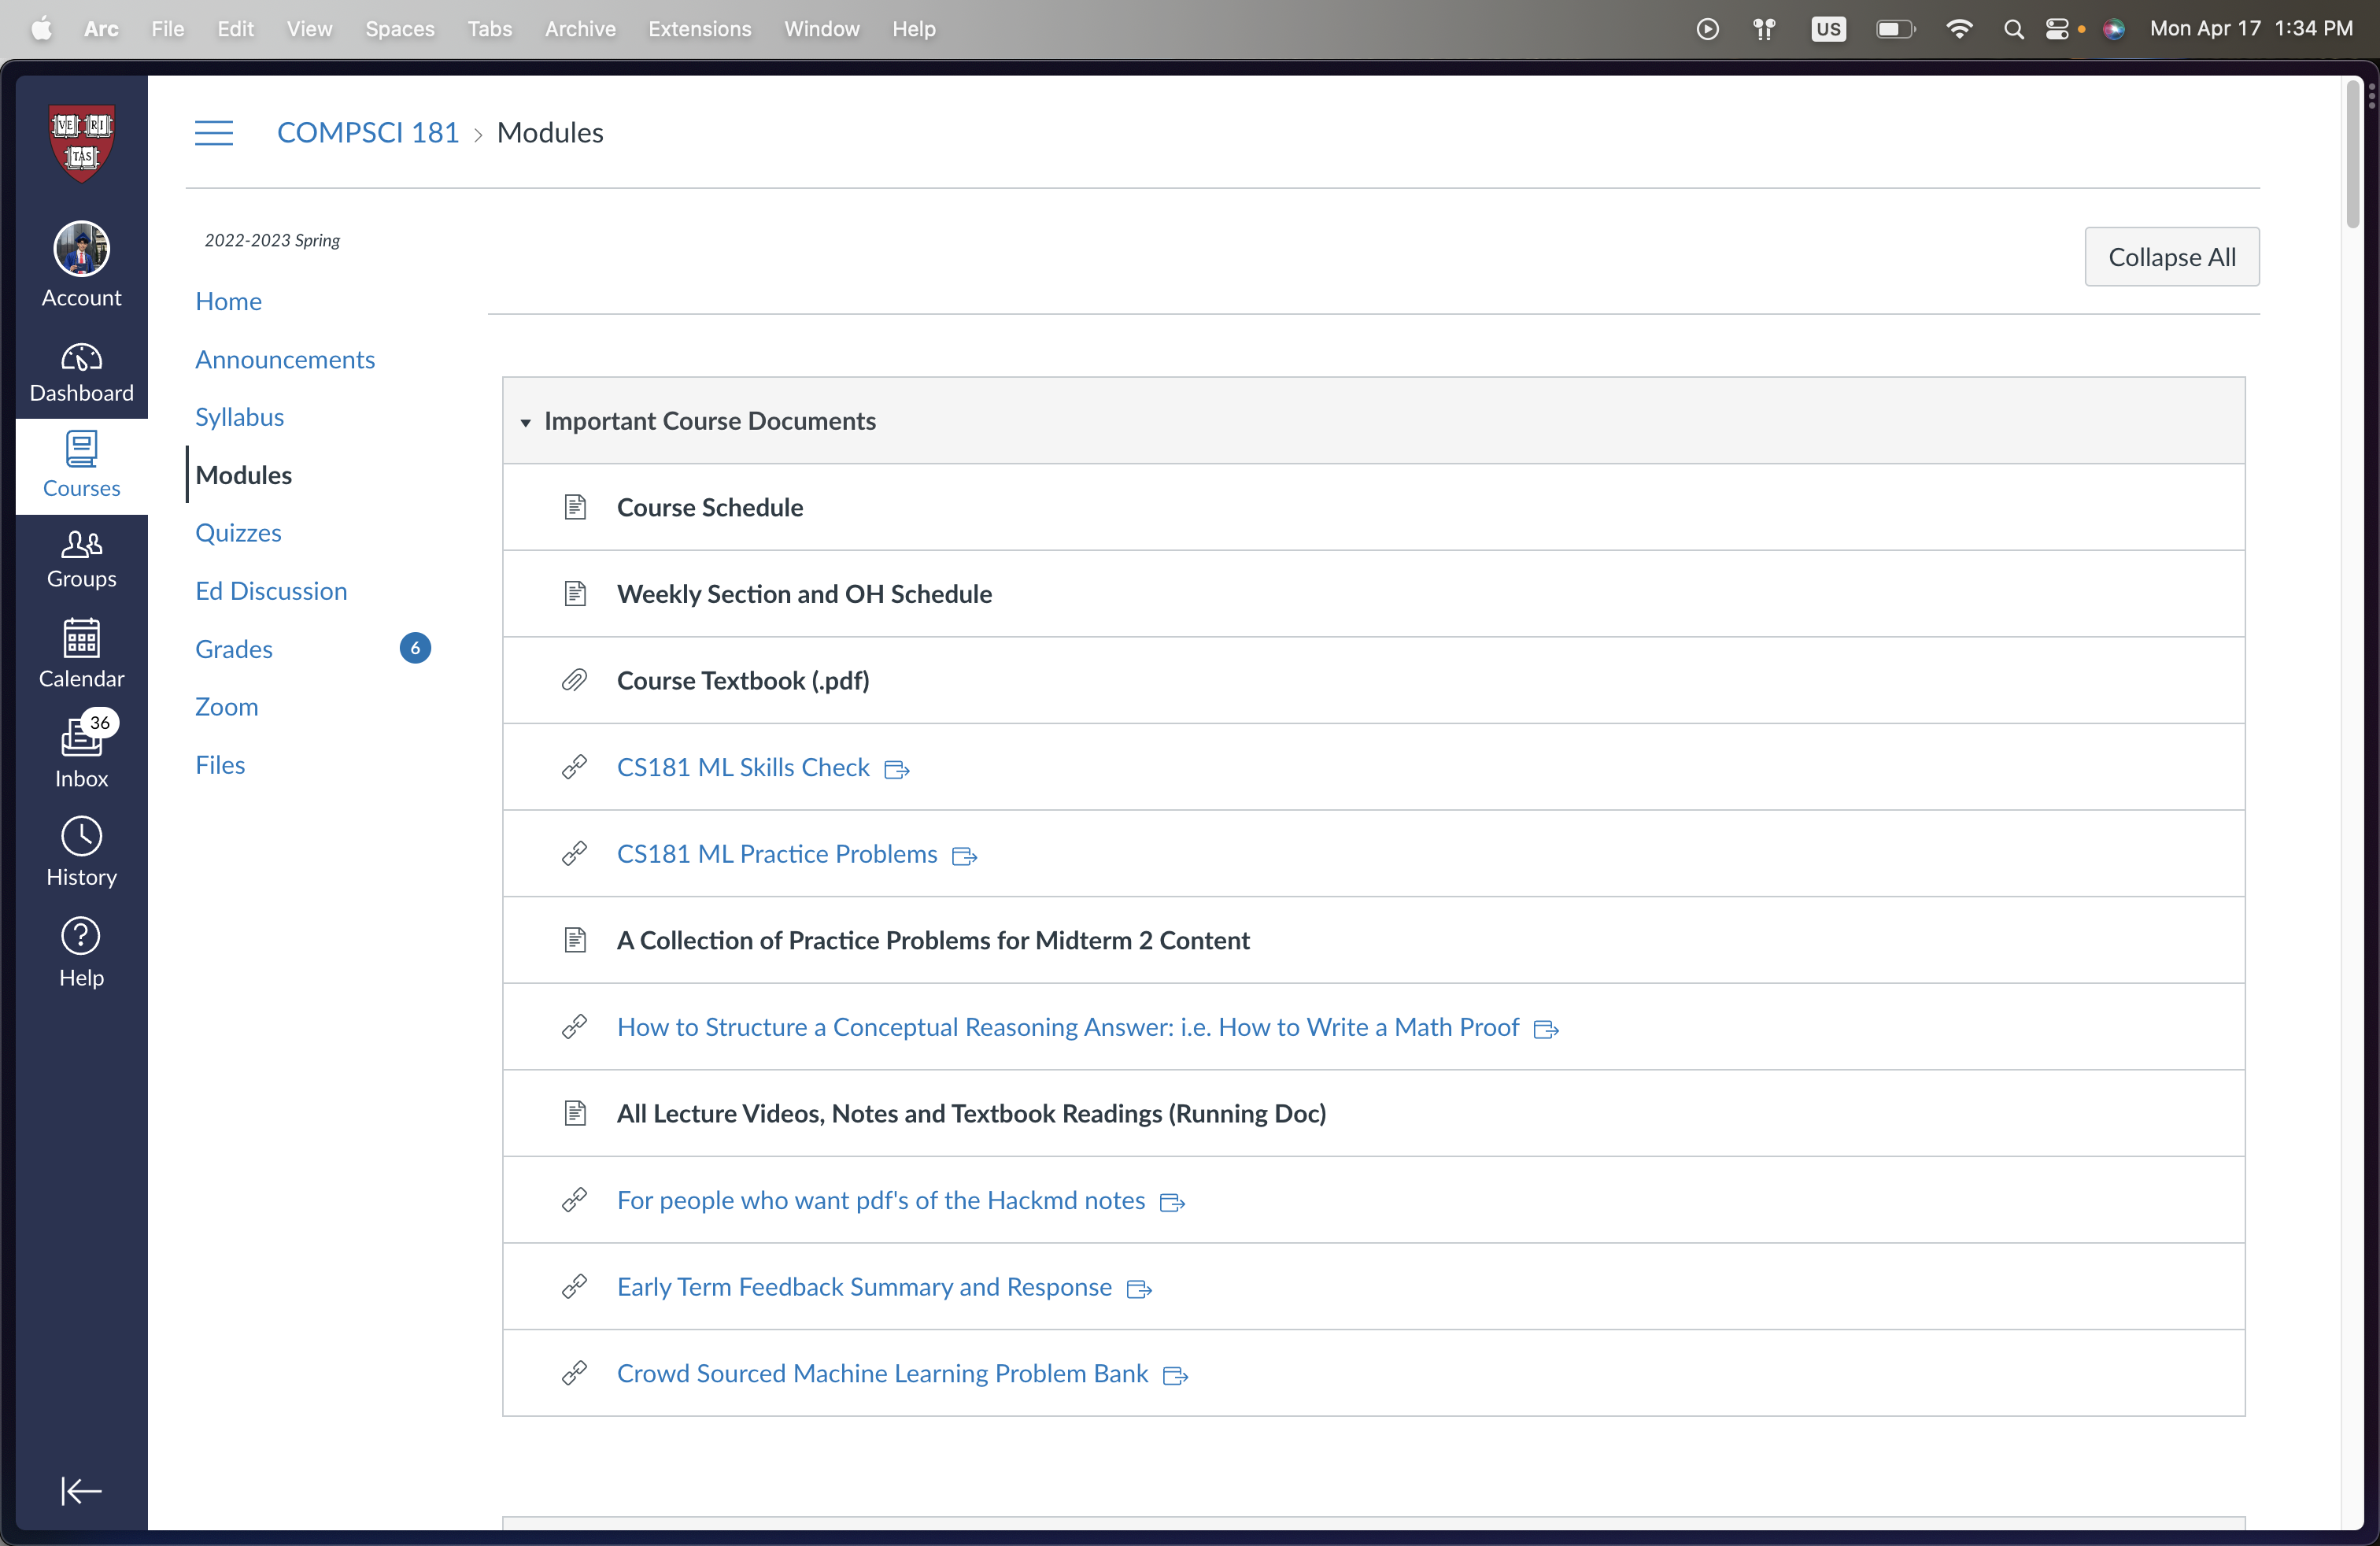 Arc File Edit View Spaces Tabs Archive Extensions Window Help US Mon Apr 17 1:34 PM
VE RI TAS
Account
Dashboard
Courses
Groups
Calendar
36
Inbox
History
Help
COMPSCI 181 > Modules
2022-2023 Spring
Home
Announcements
Syllabus
Modules
Quizzes
Ed Discussion
Grades 6
Zoom
Files
Collapse All
Important Course Documents
Course Schedule
Weekly Section and OH Schedule
Course Textbook (.pdf)
CS181 ML Skills Check
CS181 ML Practice Problems
A Collection of Practice Problems for Midterm 2 Content
How to Structure a Conceptual Reasoning Answer: i.e. How to Write a Math Proof
All Lecture Videos, Notes and Textbook Readings (Running Doc)
For people who want pdf's of the Hackmd notes
Early Term Feedback Summary and Response
Crowd Sourced Machine Learning Problem Bank